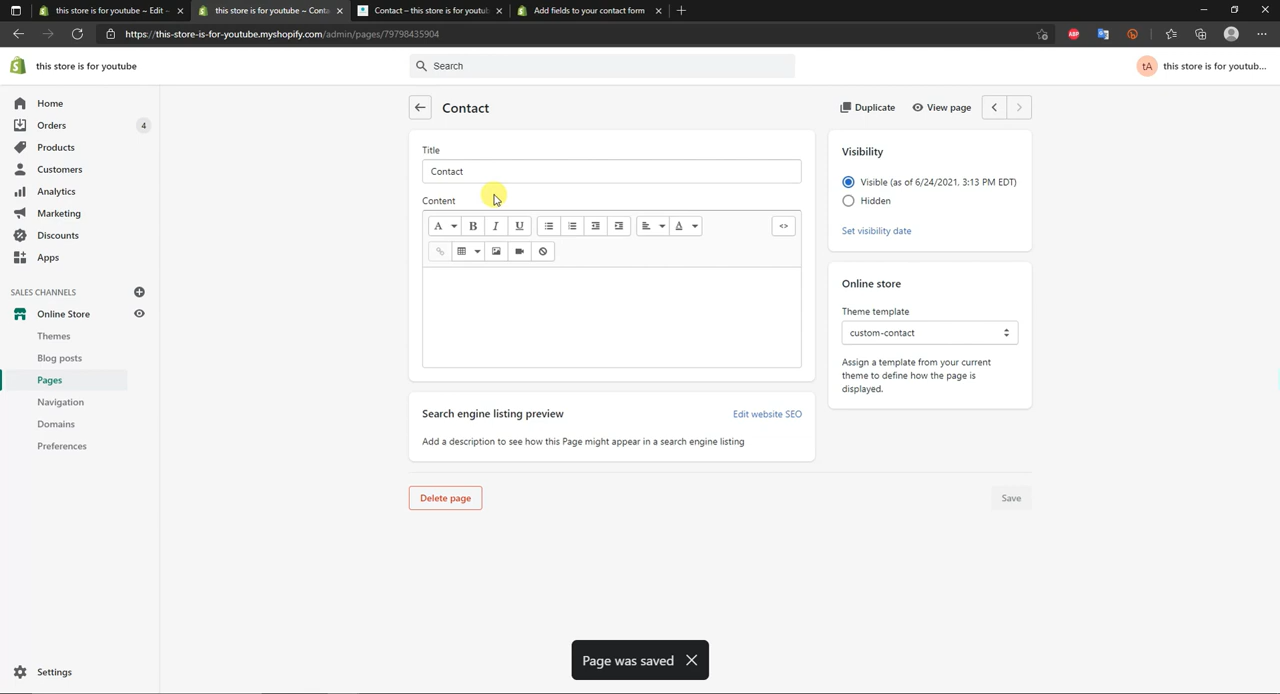 this store is for youtube ~ Edit ~
this store is for youtube ~ Conta
Contact – this store is for youtub
Add fields to your contact form
https://this-store-is-for-youtube.myshopify.com/admin/pages/79798435904
ABP
this store is for youtube
Search
tA
this store is for youtub...
Home
Orders
4
Products
Customers
Analytics
Marketing
Discounts
Apps
SALES CHANNELS
Online Store
Themes
Blog posts
Pages
Navigation
Domains
Preferences
Settings
Contact
Duplicate
View page
Title
Contact
Content
A
B
I
U
A
<>
Search engine listing preview
Edit website SEO
Add a description to see how this Page might appear in a search engine listing
Delete page
Save
Visibility
Visible (as of 6/24/2021, 3:13 PM EDT)
Hidden
Set visibility date
Online store
Theme template
custom-contact
Assign a template from your current
theme to define how the page is
displayed.
Page was saved